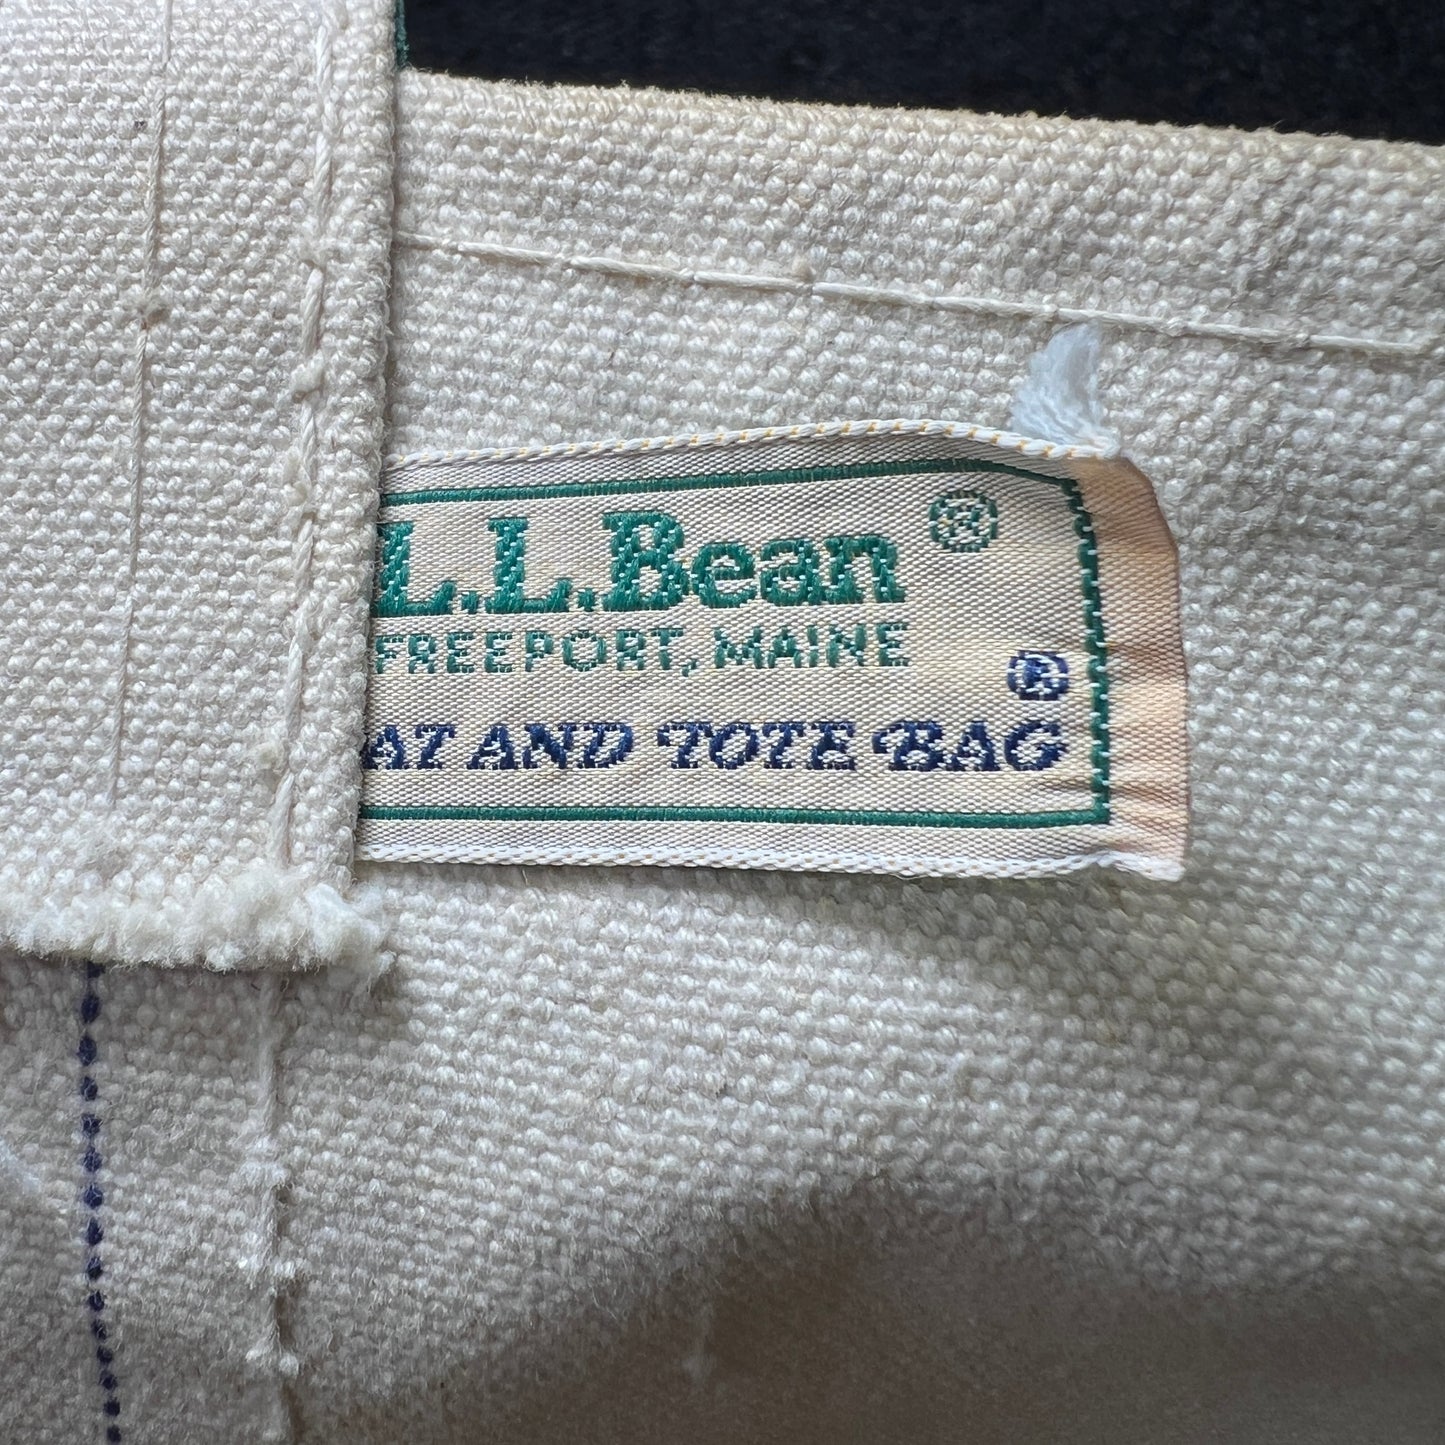 L.L.Bean®
FREEPORT, MAINE
®
AT AND TOTE BAG